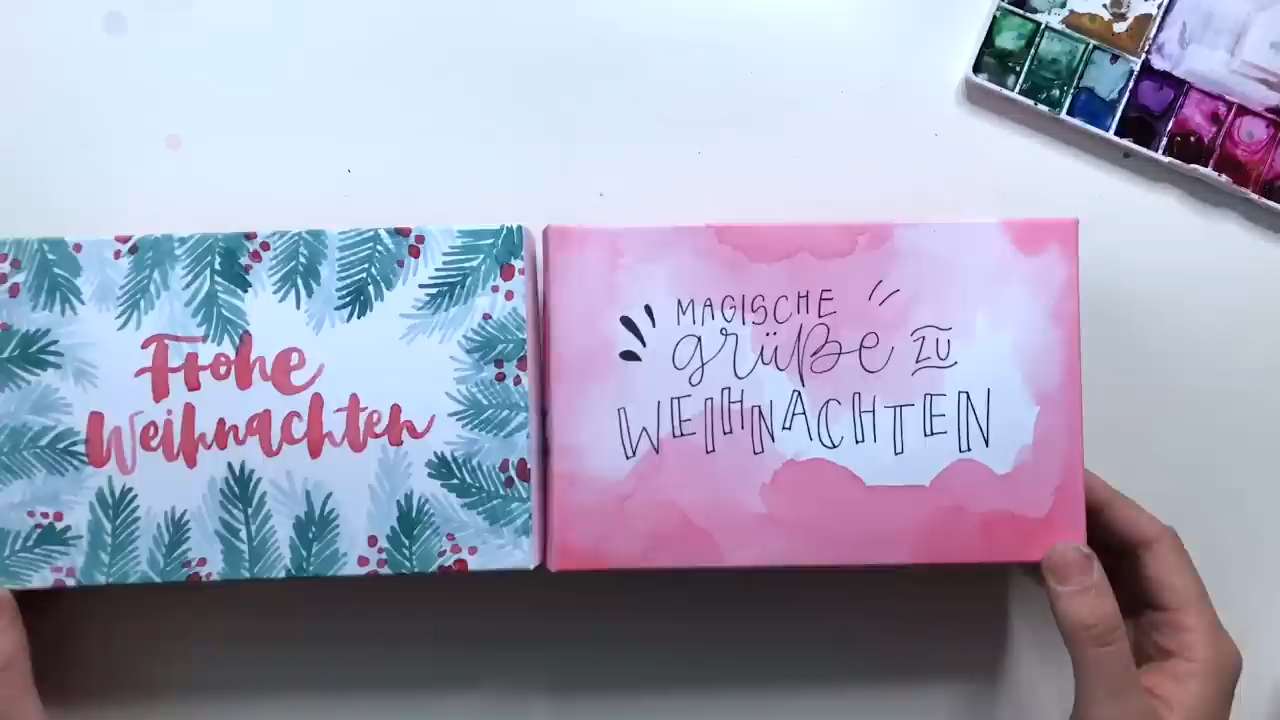 Frohe
Weihnachten
MAGISCHE
grüße zu
WEIHNACHTEN